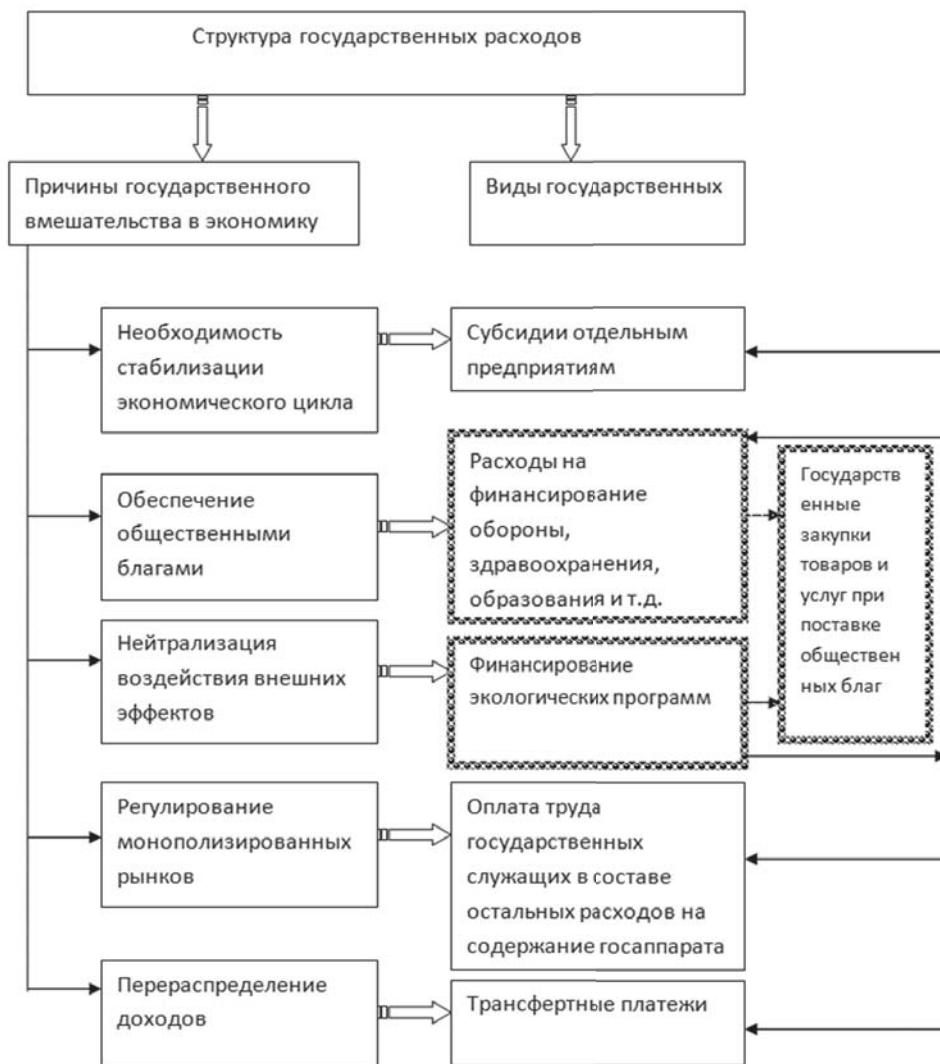 Структура государственных расходов
Причины государственного
вмешательства в экономику
Виды государственных
Необходимость
стабилизации
экономического цикла
Субсидии отдельным
предприятиям
Обеспечение
общественными
благами
Расходы на
финансирование
обороны,
здравоохранения,
образования и т.д.
Государств
енные
закупки
товаров и
услуг при
поставке
обществен
ных благ
Нейтрализация
воздействия внешних
эффектов
Финансирование
экологических программ
Регулирование
монополизированных
рынков
Оплата труда
государственных
служащих в составе
остальных расходов на
содержание госаппарата
Перераспределение
доходов
Трансфертные платежи